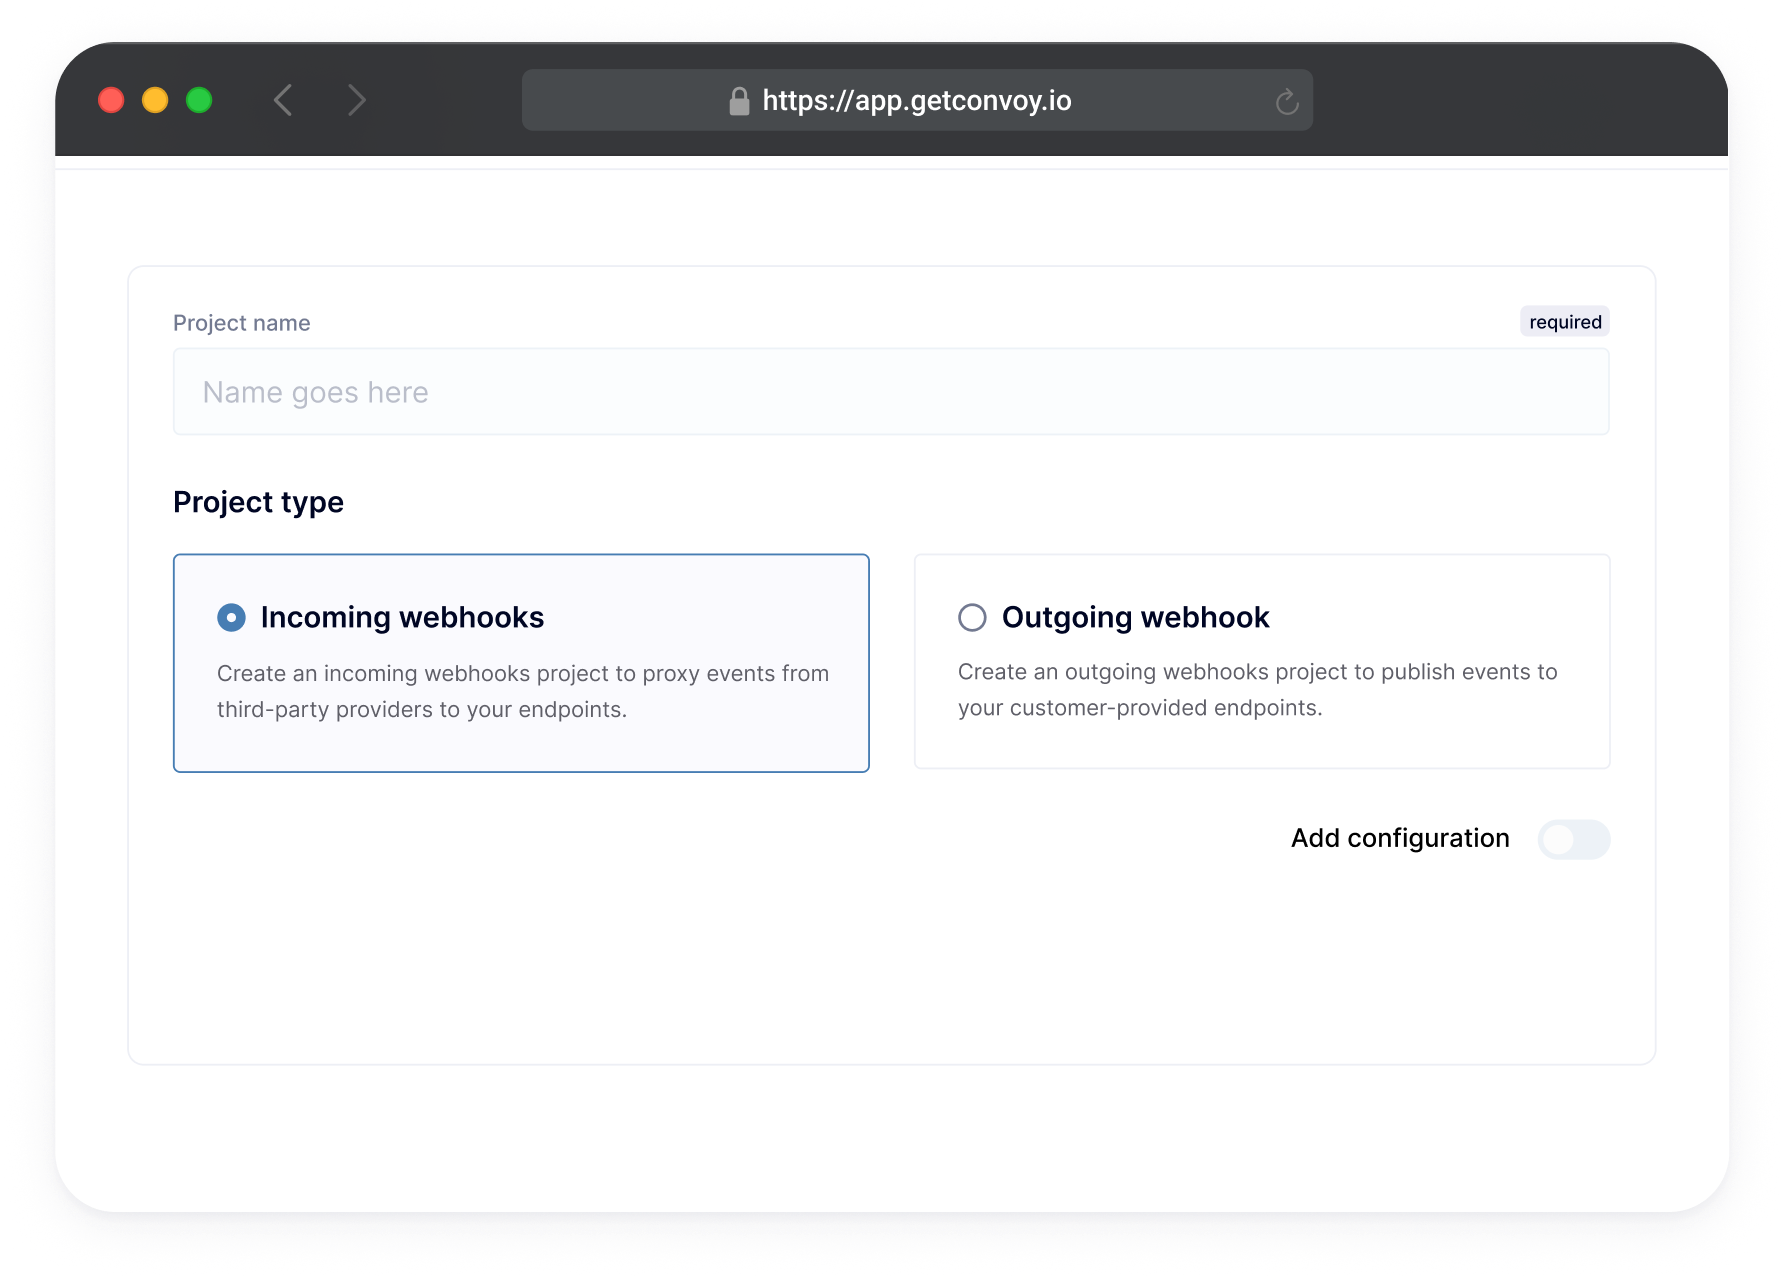 https://app.getconvoy.io
Project name
required
Name goes here
Project type
Incoming webhooks
Create an incoming webhooks project to proxy events from
third-party providers to your endpoints.
Outgoing webhook
Create an outgoing webhooks project to publish events to
your customer-provided endpoints.
Add configuration